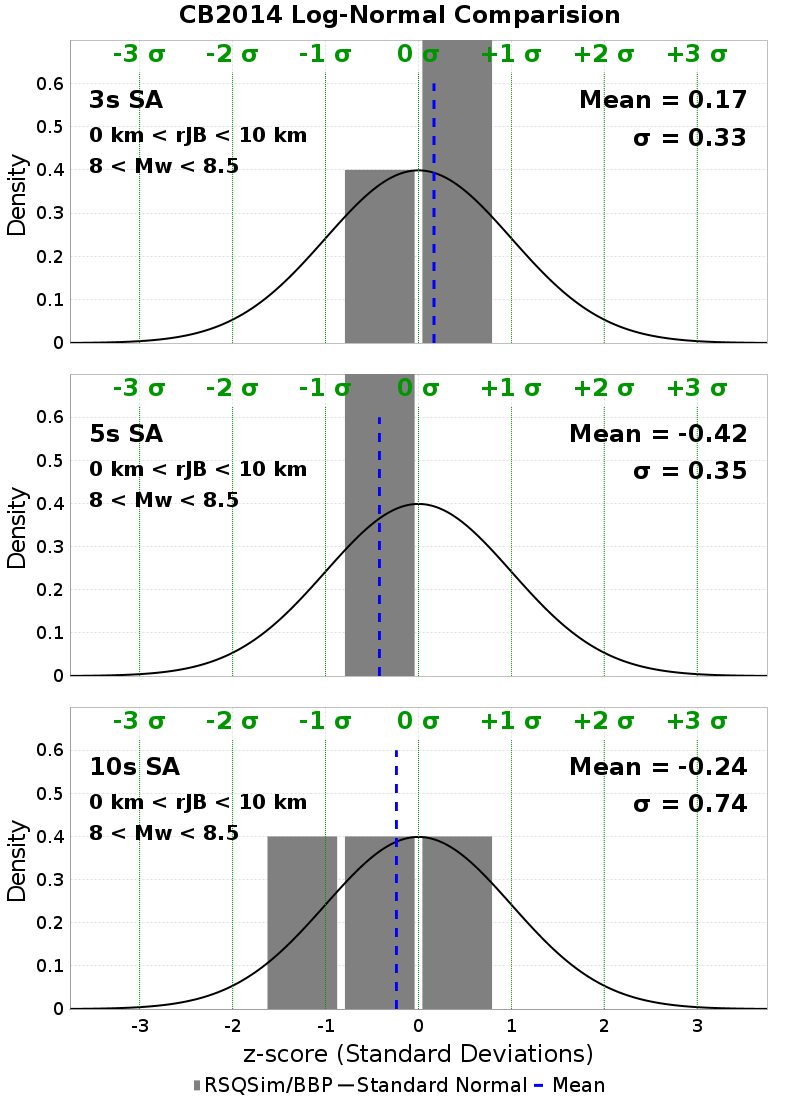 CB2014 Log-Normal Comparision
-3 σ -2 σ -1 σ 0 σ +1 σ +2 σ +3 σ
3s SA
0 km < rJB < 10 km
8 < Mw < 8.5
Mean = 0.17
σ = 0.33
Density
0.6
0.5
0.4
0.3
0.2
0.1
0
-3 σ -2 σ -1 σ 0 σ +1 σ +2 σ +3 σ
5s SA
0 km < rJB < 10 km
8 < Mw < 8.5
Mean = -0.42
σ = 0.35
Density
0.6
0.5
0.4
0.3
0.2
0.1
0
-3 σ -2 σ -1 σ 0 σ +1 σ +2 σ +3 σ
10s SA
0 km < rJB < 10 km
8 < Mw < 8.5
Mean = -0.24
σ = 0.74
Density
0.6
0.5
0.4
0.3
0.2
0.1
0
-3 -2 -1 0 1 2 3
z-score (Standard Deviations)
RSQSim/BBP Standard Normal Mean